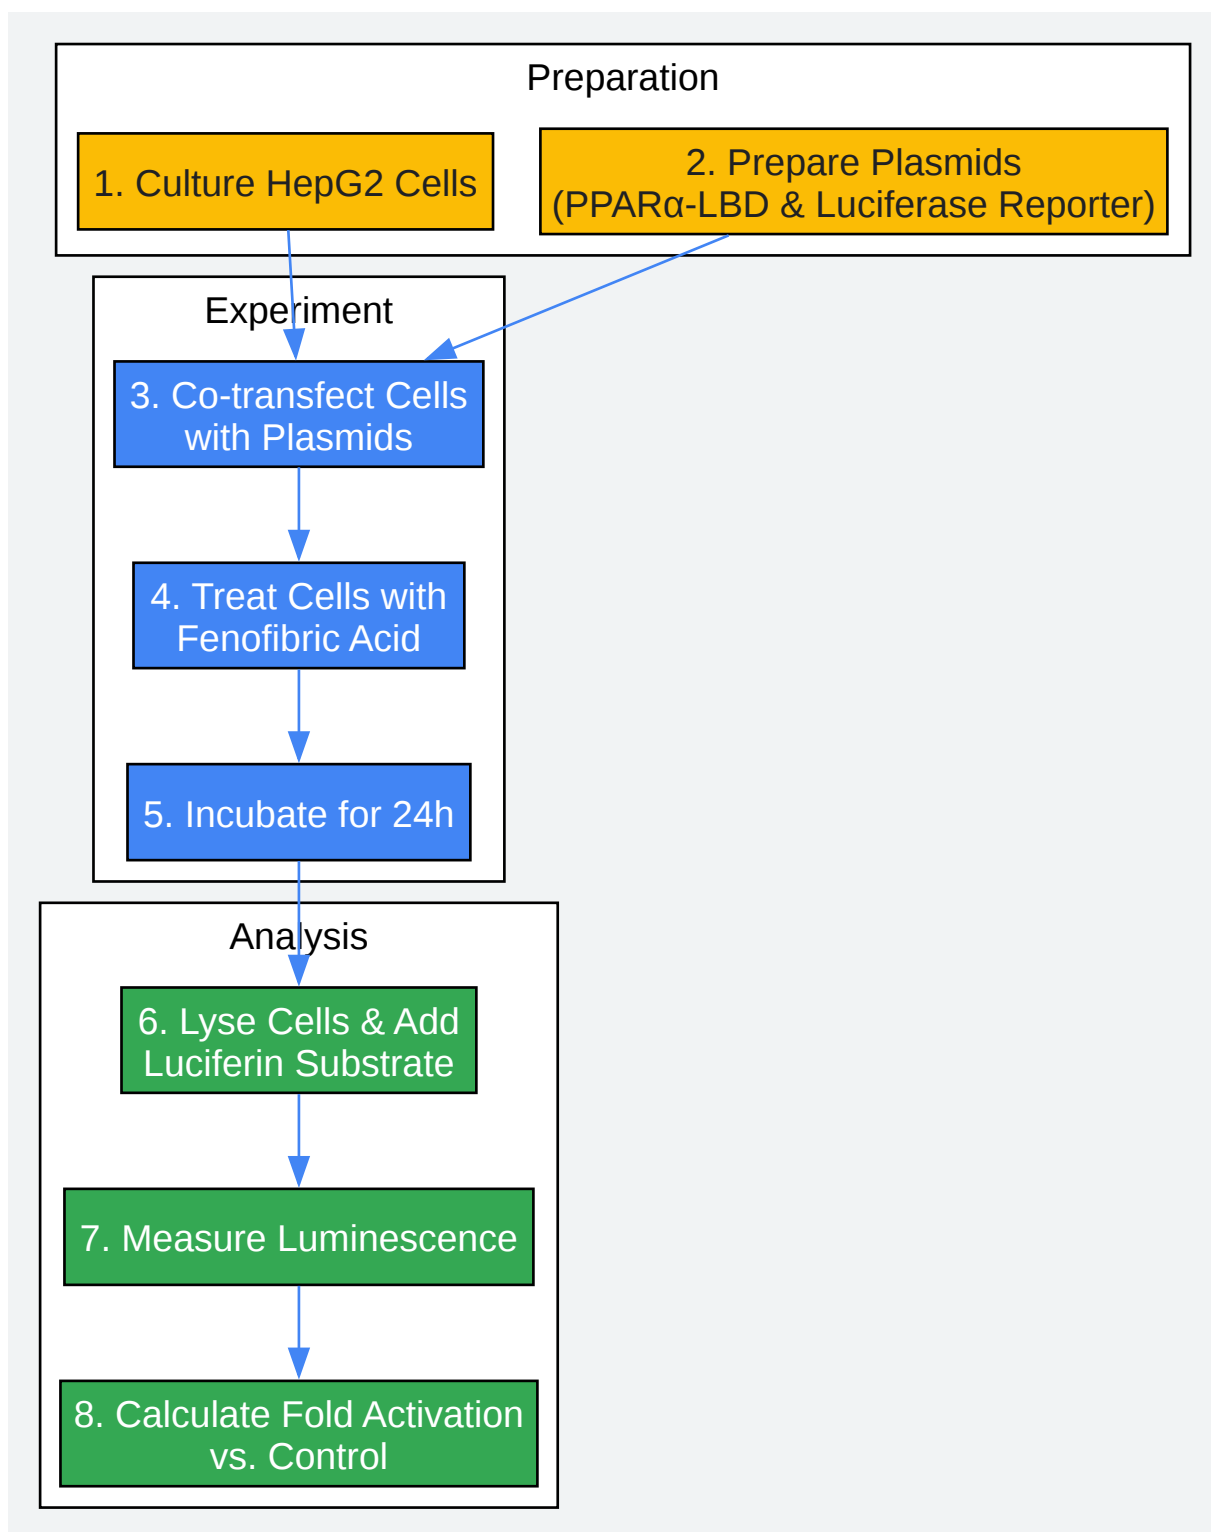 Preparation
1. Culture HepG2 Cells
2. Prepare Plasmids
(PPARα-LBD & Luciferase Reporter)
Experiment
3. Co-transfect Cells
with Plasmids
4. Treat Cells with
Fenofibric Acid
5. Incubate for 24h
Analysis
6. Lyse Cells & Add
Luciferin Substrate
7. Measure Luminescence
8. Calculate Fold Activation
vs. Control